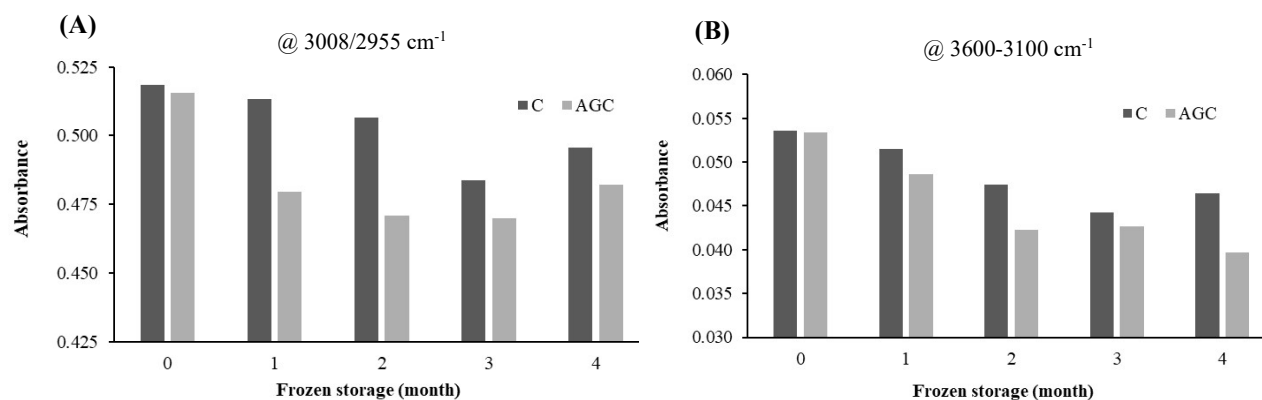 (A)
@ 3008/2955 cm-1
0.525
0.500
0.475
0.450
0.425
Absorbance
C
AGC
0 1 2 3 4
Frozen storage (month)
(B)
@ 3600-3100 cm-1
0.060
0.055
0.050
0.045
0.040
0.035
0.030
Absorbance
C
AGC
0 1 2 3 4
Frozen storage (month)